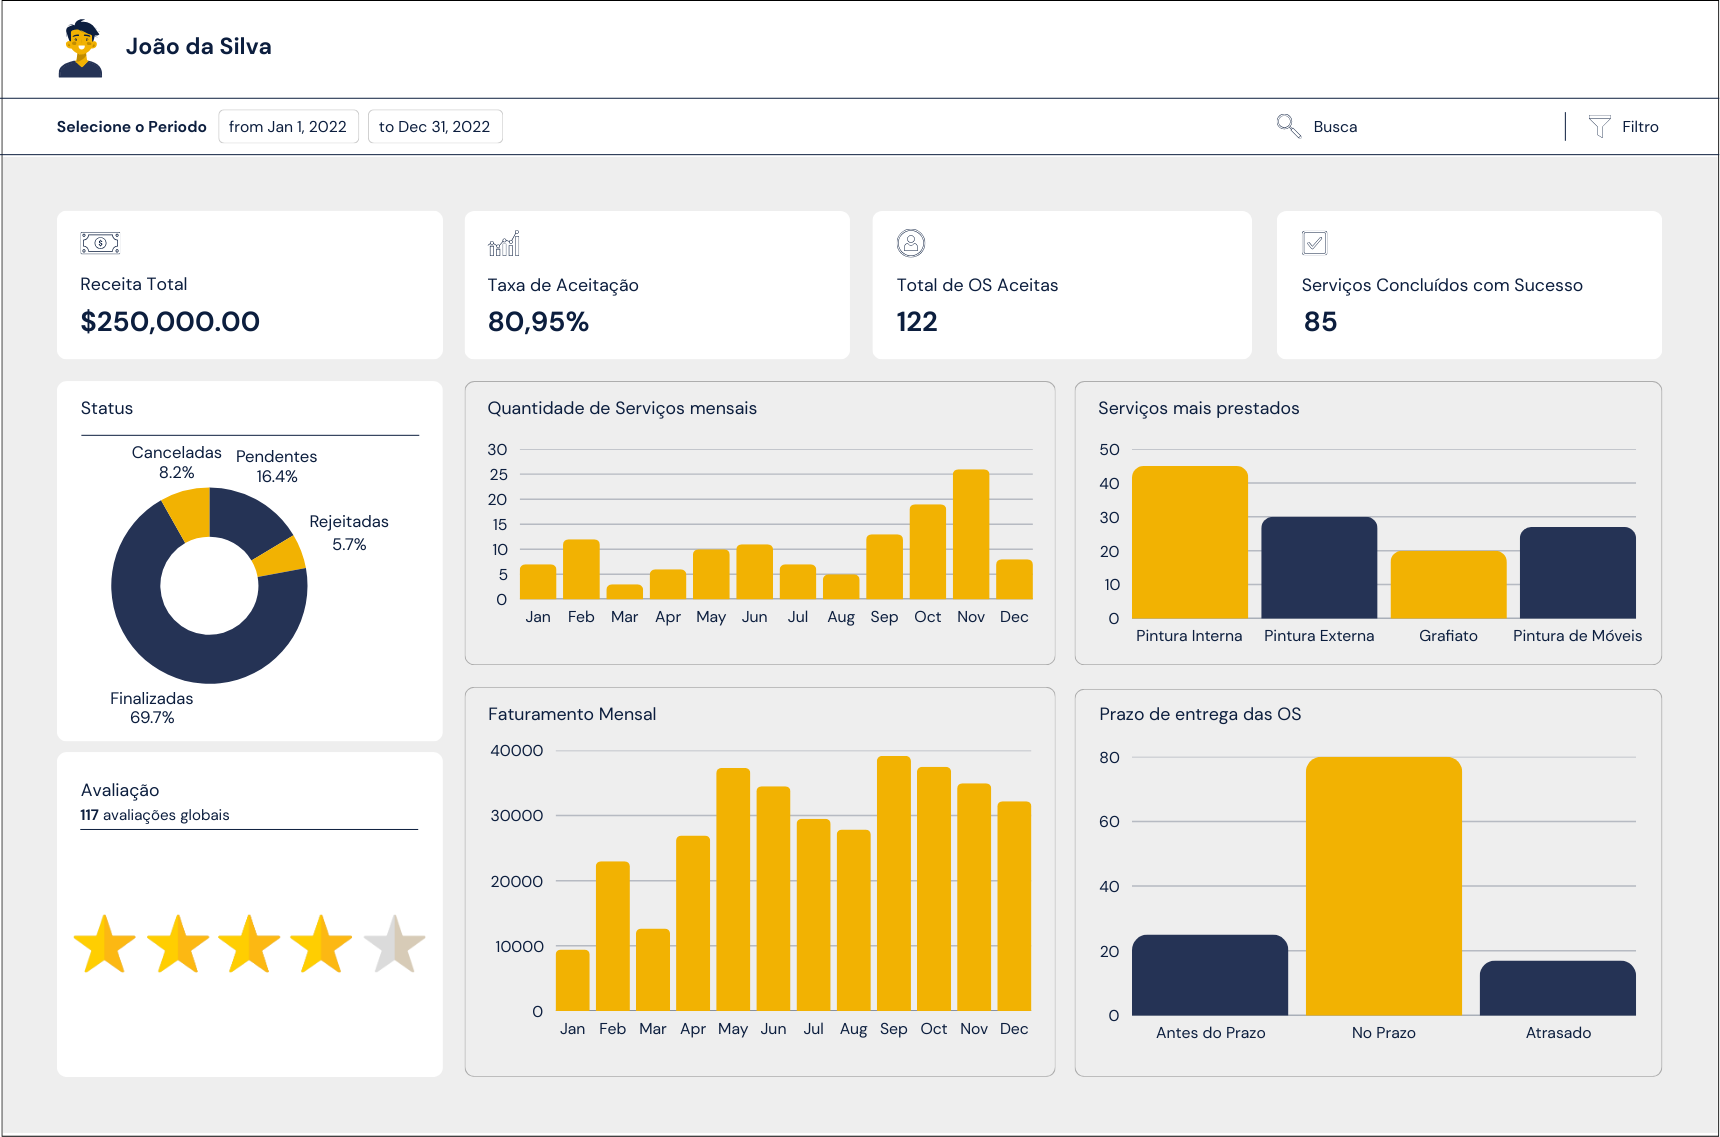 João da Silva
Selecione o Periodo from Jan 1, 2022 to Dec 31, 2022 Busca Filtro
Receita Total
$250,000.00
Taxa de Aceitação
80,95%
Total de OS Aceitas
122
Serviços Concluídos com Sucesso
85
Status
Canceladas
8.2%
Pendentes
16.4%
Rejeitadas
5.7%
Finalizadas
69.7%
Quantidade de Serviços mensais
30
25
20
15
10
5
0
Jan Feb Mar Apr May Jun Jul Aug Sep Oct Nov Dec
Serviços mais prestados
50
40
30
20
10
0
Pintura Interna Pintura Externa Grafiato Pintura de Móveis
Avaliação
117 avaliações globais
Faturamento Mensal
40000
30000
20000
10000
0
Jan Feb Mar Apr May Jun Jul Aug Sep Oct Nov Dec
Prazo de entrega das OS
80
60
40
20
0
Antes do Prazo No Prazo Atrasado